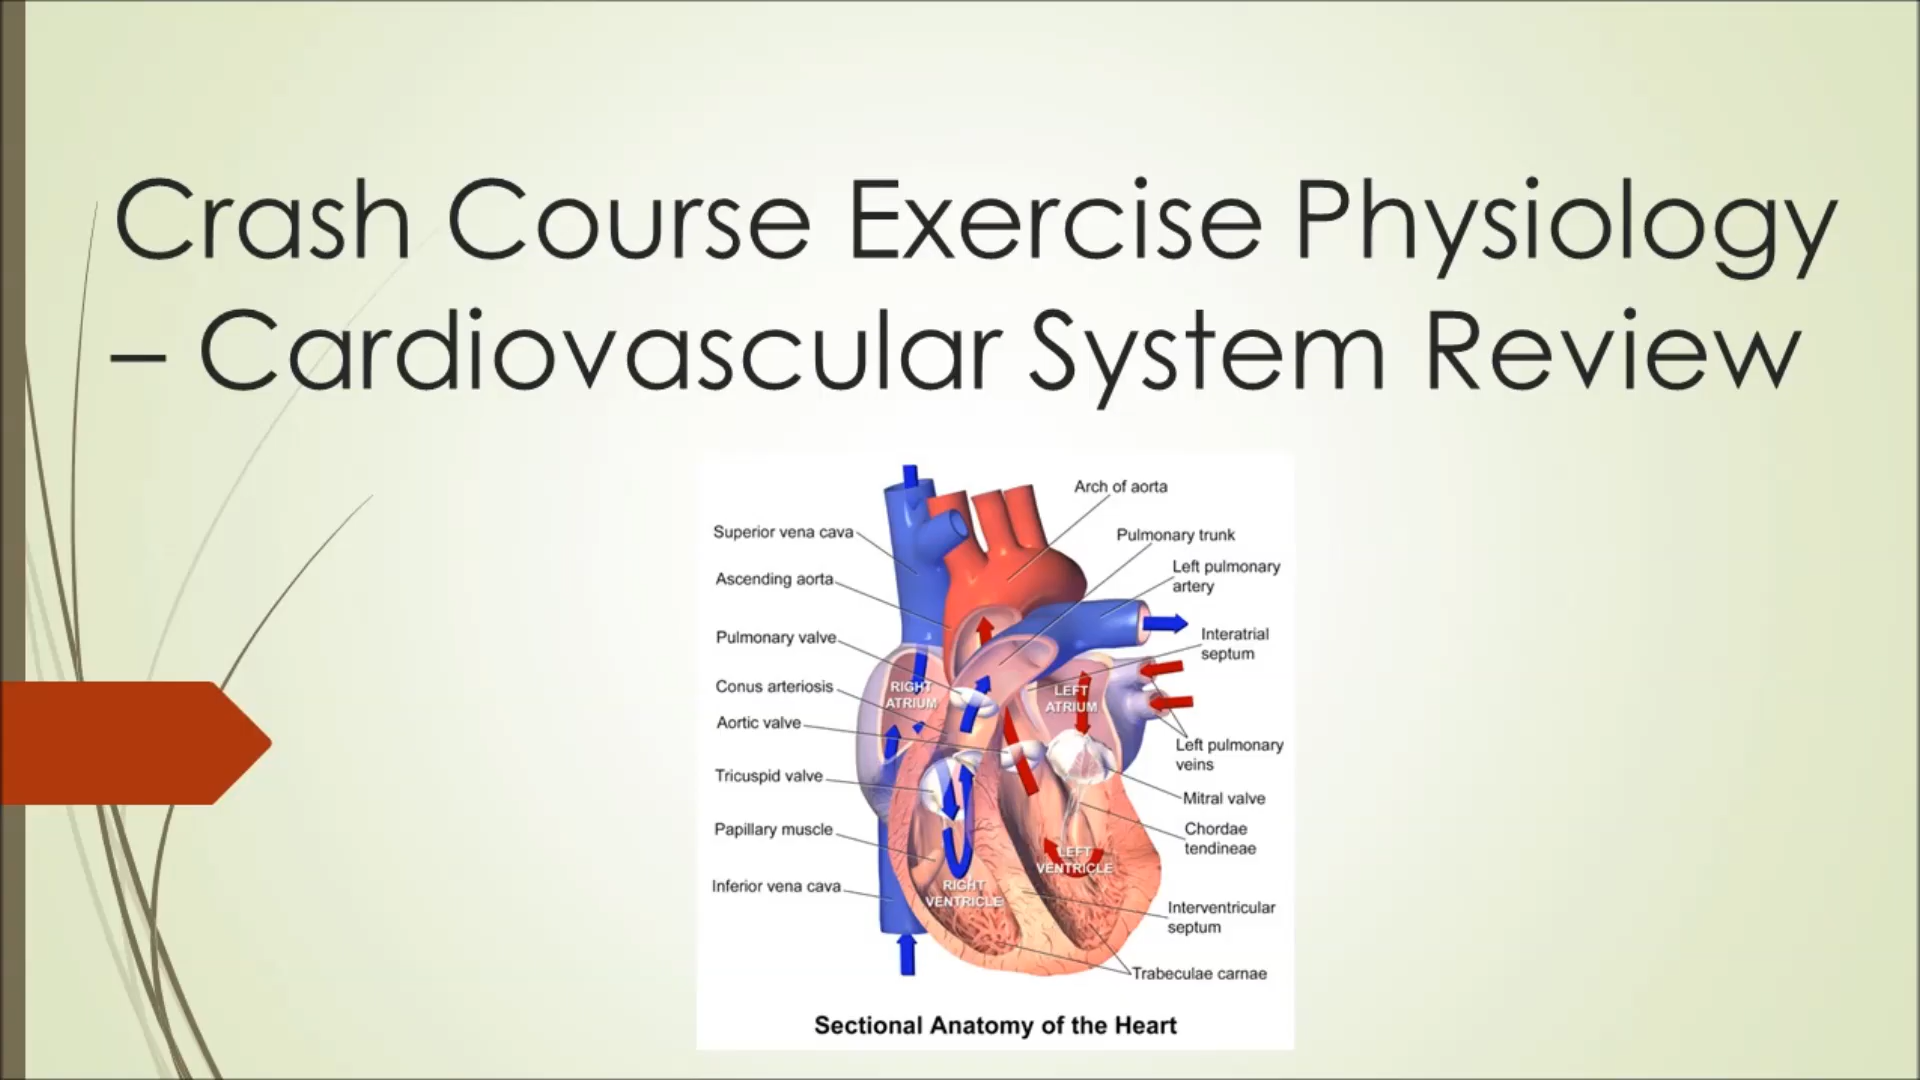 Crash Course Exercise Physiology
– Cardiovascular System Review
Superior vena cava
Ascending aorta
Pulmonary valve
Conus arteriosis
Aortic valve
Tricuspid valve
Papillary muscle
Inferior vena cava
Arch of aorta
Pulmonary trunk
Left pulmonary
artery
Interatrial
septum
Left pulmonary
veins
Mitral valve
Chordae
tendineae
Interventricular
septum
Trabeculae carnae
RIGHT
ATRIUM
LEFT
ATRIUM
RIGHT
VENTRICLE
LEFT
VENTRICLE
Sectional Anatomy of the Heart